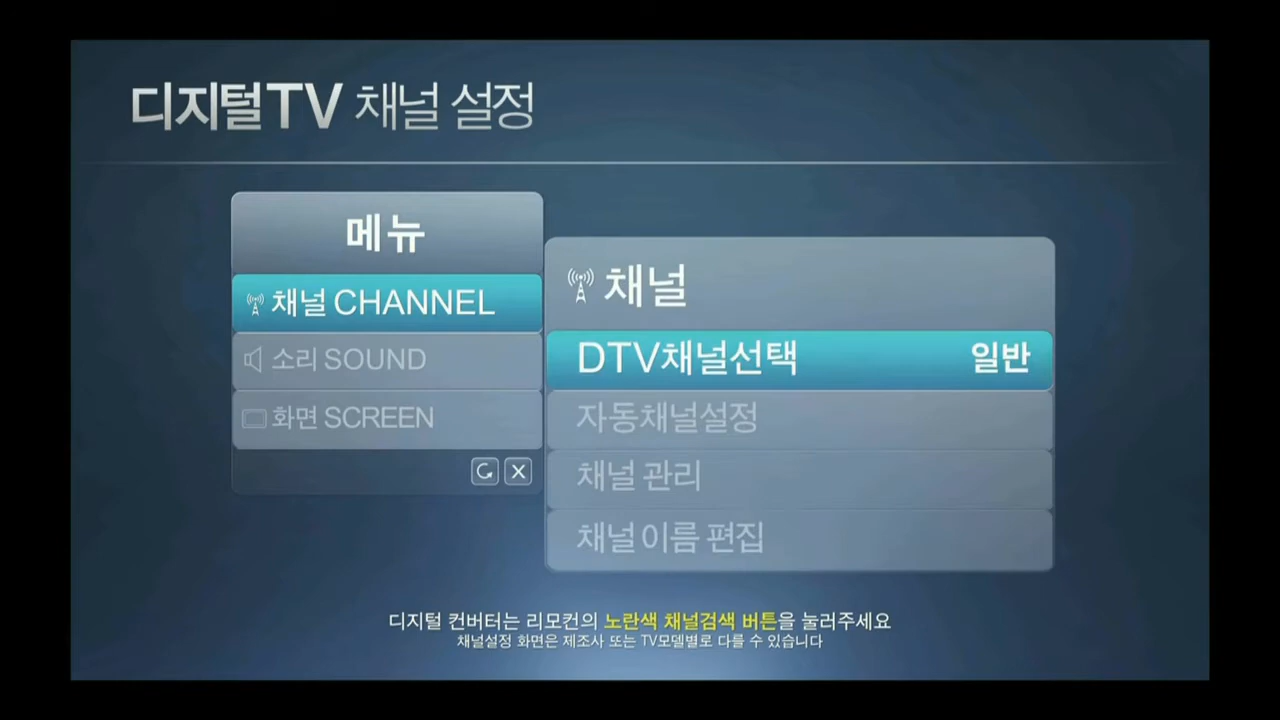 디지털TV 채널 설정
메뉴
채널 CHANNEL
소리 SOUND
화면 SCREEN
채널
DTV채널선택 일반
자동채널설정
채널 관리
채널 이름 편집
디지털 컨버터는 리모컨의 노란색 채널검색 버튼을 눌러주세요
채널설정 화면은 제조사 또는 TV모델별로 다를 수 있습니다